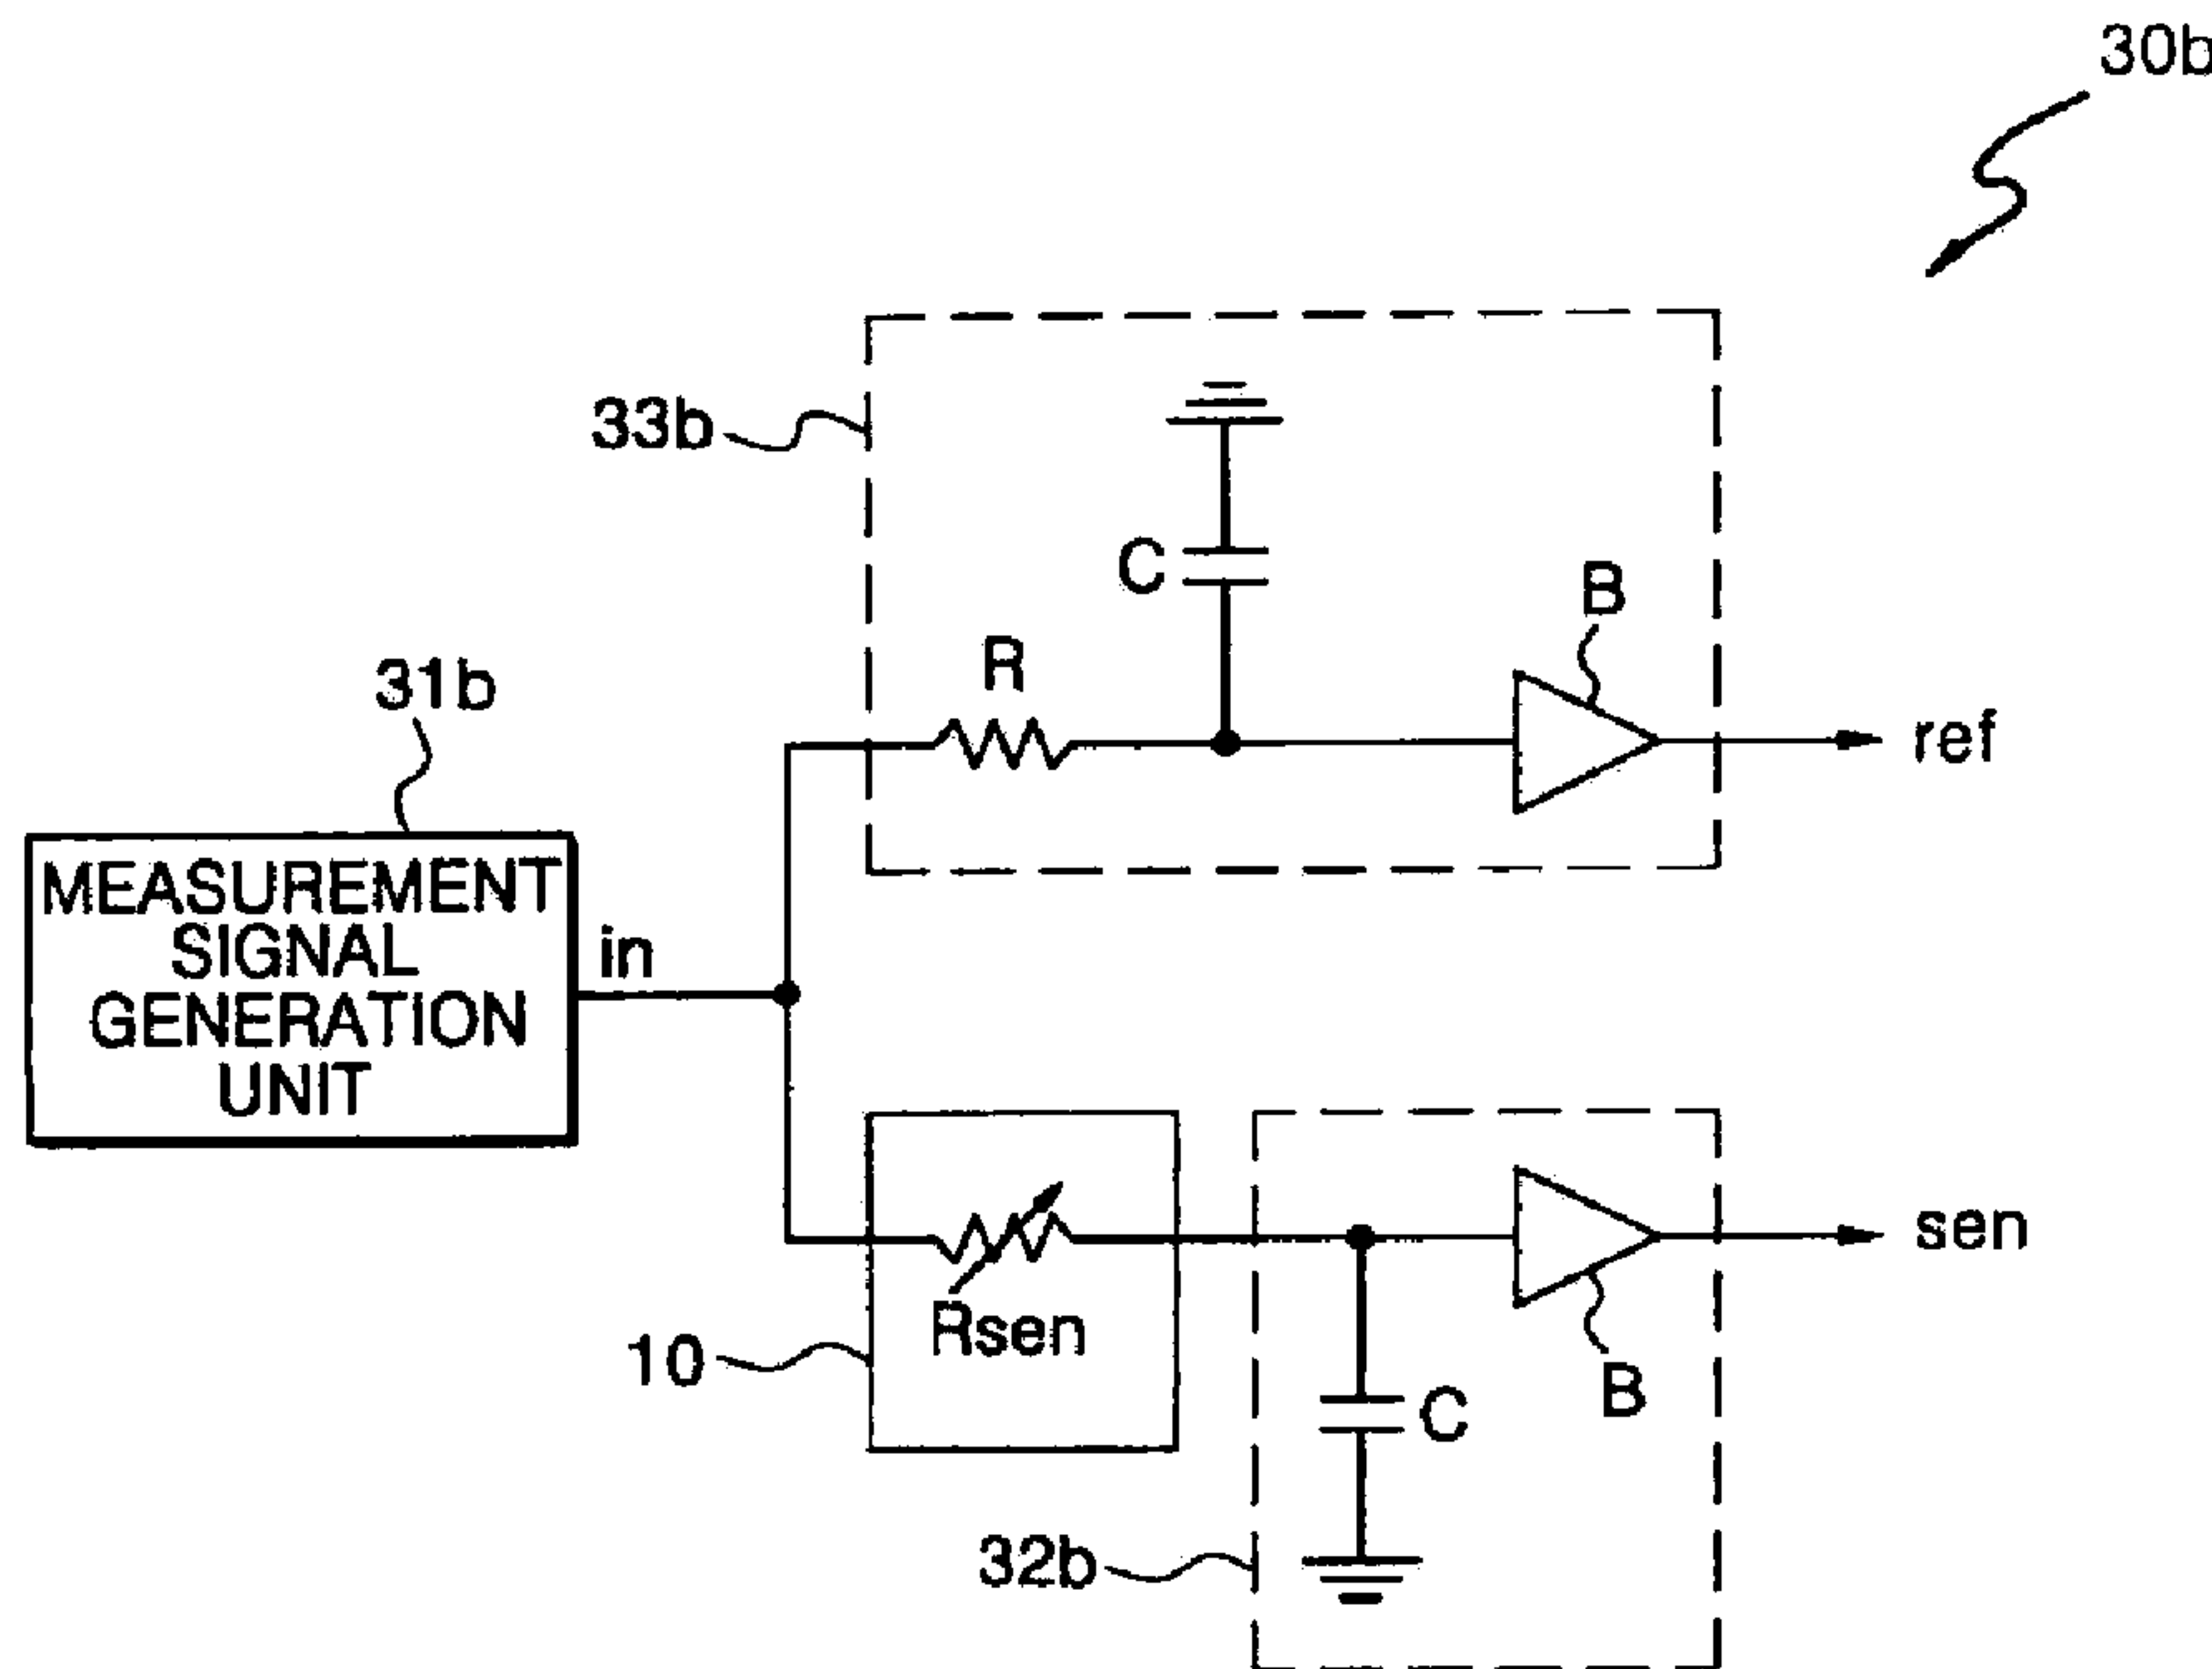 30b
33b
C
B
R
ref
31b
MEASUREMENT
SIGNAL
GENERATION
UNIT
in
sen
Rsen
10
B
C
32b